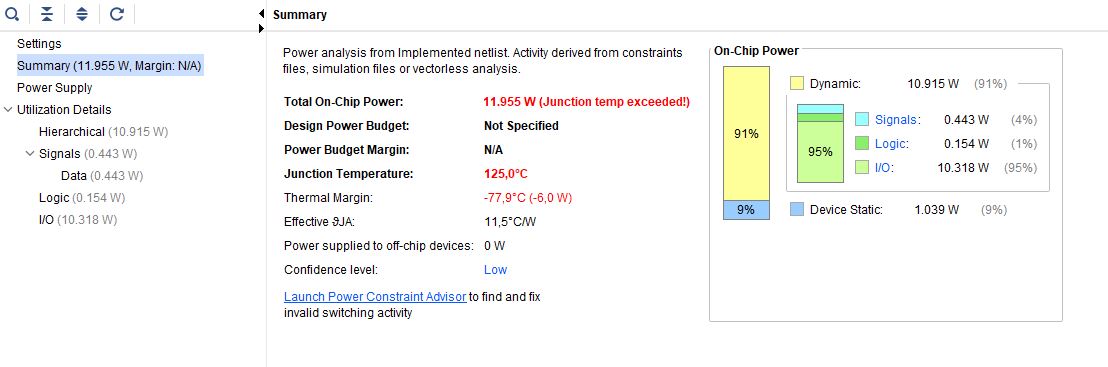 Settings
Summary (11.955 W, Margin: N/A)
Power Supply
Utilization Details
Hierarchical (10.915 W)
Signals (0.443 W)
Data (0.443 W)
Logic (0.154 W)
I/O (10.318 W)
Summary
Power analysis from Implemented netlist. Activity derived from constraints
files, simulation files or vectorless analysis.
Total On-Chip Power: 11.955 W (Junction temp exceeded!)
Design Power Budget: Not Specified
Power Budget Margin: N/A
Junction Temperature: 125,0°C
Thermal Margin: -77,9°C (-6,0 W)
Effective ϑJA: 11,5°C/W
Power supplied to off-chip devices: 0 W
Confidence level: Low
Launch Power Constraint Advisor to find and fix
invalid switching activity
On-Chip Power
91%
9%
Dynamic: 10.915 W (91%)
95%
Signals: 0.443 W (4%)
Logic: 0.154 W (1%)
I/O: 10.318 W (95%)
Device Static: 1.039 W (9%)